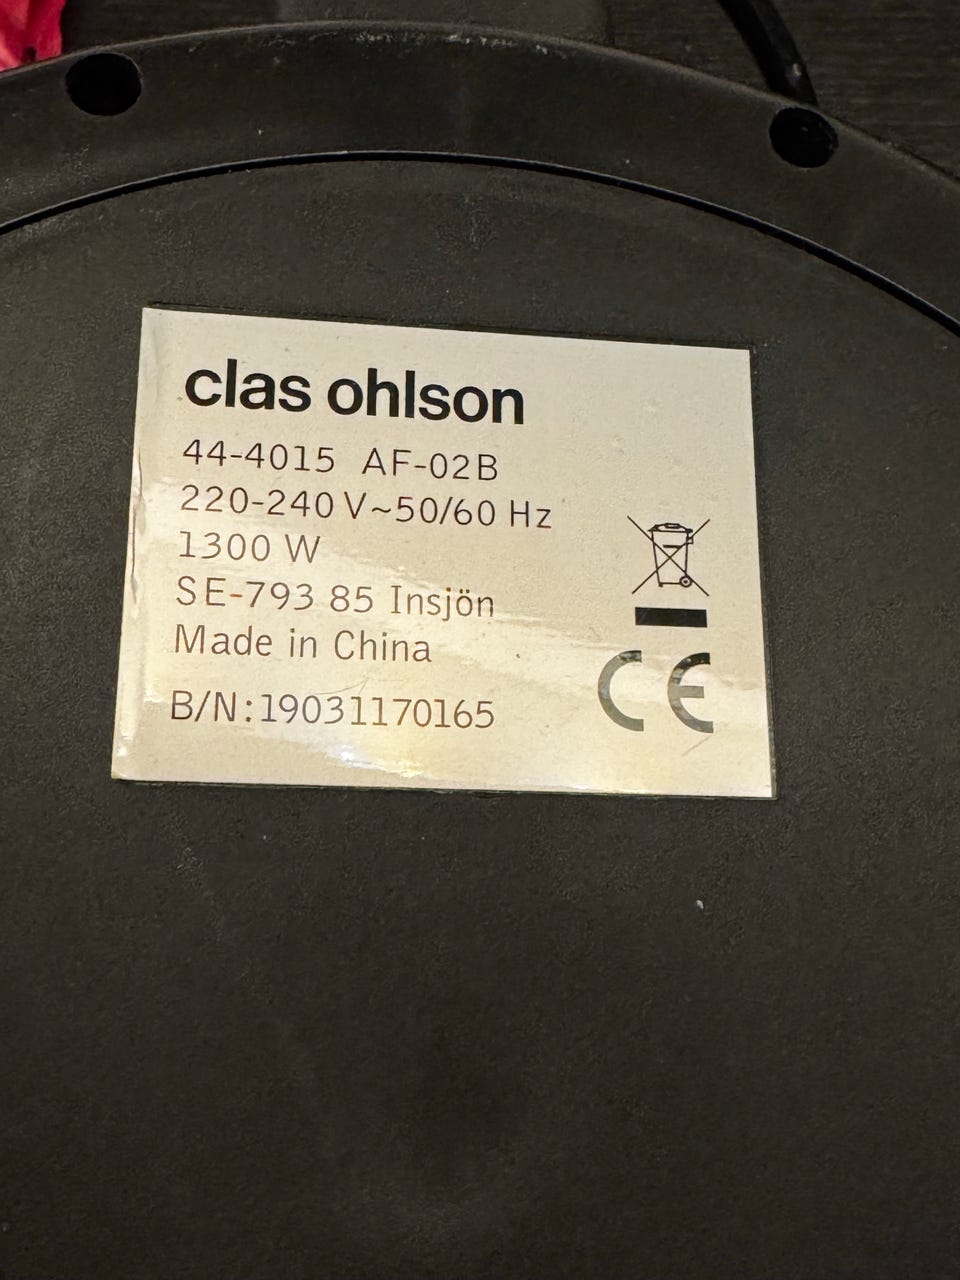 clas ohlson
44-4015 AF-02B
220-240 V~50/60 Hz
1300 W
SE-793 85 Insjön
Made in China
B/N:19031170165
CE